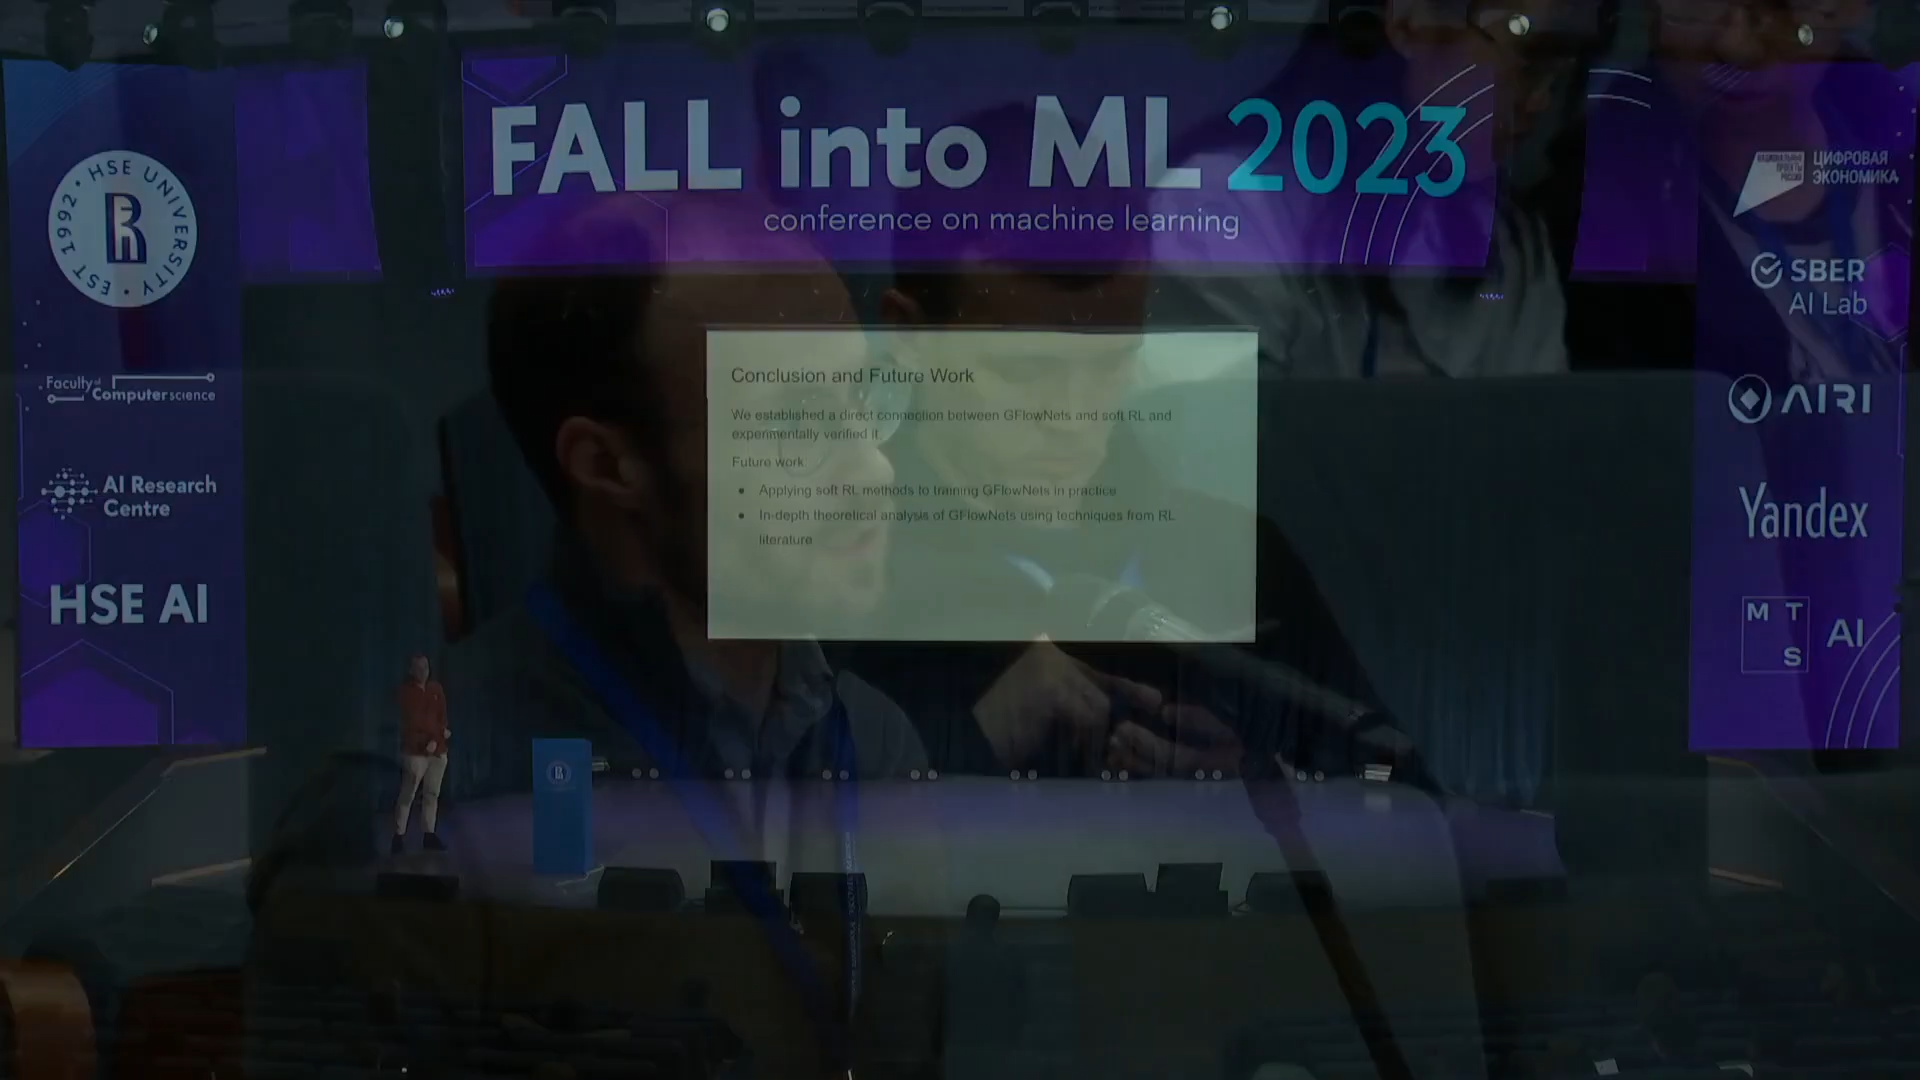 FALL into ML 2023
conference on machine learning
EST 1992 • HSE UNIVERSITY •
Faculty of
Computer science
AI Research
Centre
HSE AI
Conclusion and Future Work
We established a direct connection between GFlowNets and soft RL and
experimentally verified it.
Future work:
• Applying soft RL methods to training GFlowNets in practice
• In-depth theoretical analysis of GFlowNets using techniques from RL
literature
НАЦИОНАЛЬНЫЕ
ПРОЕКТЫ
РОССИИ
ЦИФРОВАЯ
ЭКОНОМИКА
SBER
AI Lab
AIRI
Yandex
M T
S
AI